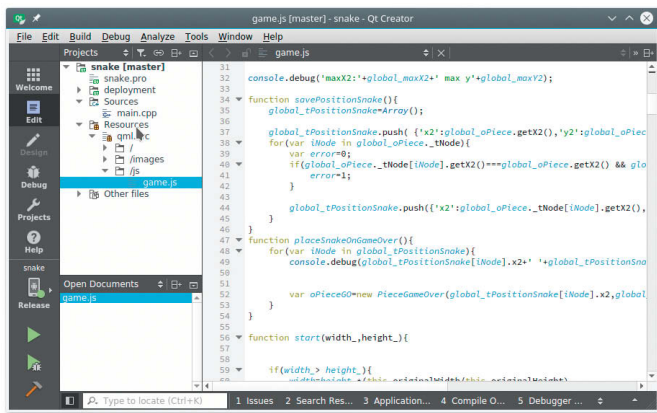 game.js [master] - snake - Qt Creator
File Edit Build Debug Analyze Tools Window Help
Projects
game.js
Welcome
Edit
Design
Debug
Projects
Help
snake
Release
snake [master]
snake.pro
deployment
Sources
main.cpp
Resources
/
/images
/js
game.js
Other files
Open Documents
game.js
31
32 console.debug('maxX2:'+global_maxX2+' max y'+global_maxY2);
33
34 function savePositionSnake(){
35 global_tPositionSnake=Array();
36
37 global_tPositionSnake.push( {'x2':global_oPiece.getX2(),'y2':global_oPiec
38 for(var iNode in global_oPiece._tNode){
39 var error=0;
40 if(global_oPiece._tNode[iNode].getX2()===global_oPiece.getX2() && glo
41 error=1;
42 }
43
44 global_tPositionSnake.push({'x2':global_oPiece._tNode[iNode].getX2(),
45 }
46 }
47 function placeSnakeOnGameOver(){
48 for(var iNode in global_tPositionSnake){
49 console.debug(global_tPositionSnake[iNode].x2+' '+global_tPositionSna
50
51
52 var oPieceGO=new PieceGameOver(global_tPositionSnake[iNode].x2,global
53 }
54 }
55
56 function start(width_,height_){
57
58
59 if(width_> height_){
Type to locate (Ctrl+K)
1 Issues 2 Search Res... 3 Application... 4 Compile O... 5 Debugger ...